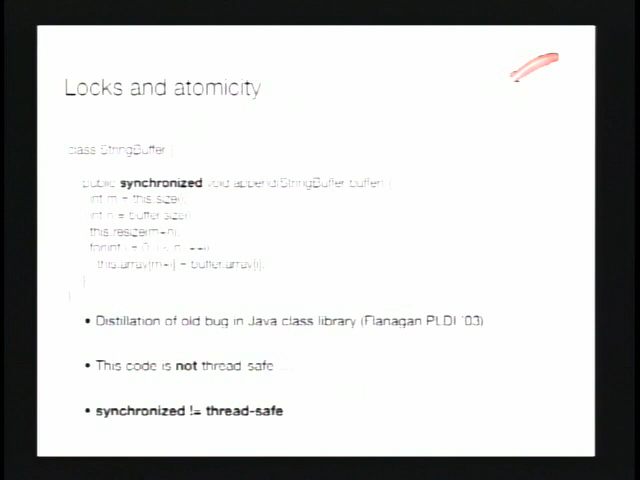 Locks and atomicity
class StringBuffer {
public synchronized void append(StringBuffer buffer) {
int m = this.size();
int n = buffer.size();
this.resize(m+n);
for(int i = 0; i < n; ++i)
this.array[m+i] = buffer.array[i];
}
}
• Distillation of old bug in Java class library (Flanagan PLDI '03)
• This code is not thread safe ...
• synchronized != thread-safe